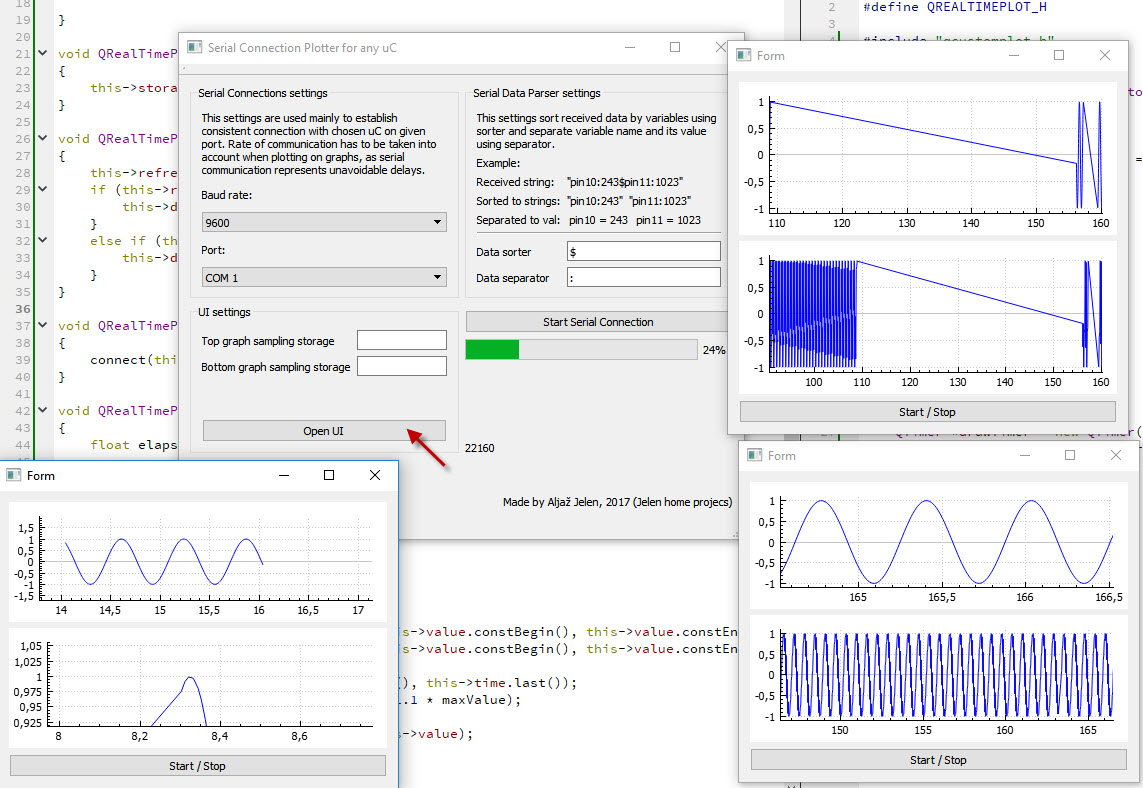 18
19 }
20
21 void QRealTimeP
22 {
23 this->stora
24 }
25
26 void QRealTimeP
27 {
28 this->refre
29 if (this->r
30 this->d
31 }
32 else if (th
33 this->d
34 }
35 }
36
37 void QRealTimeP
38 {
39 connect(thi
40 }
41
42 void QRealTimeP
43 {
44 float elaps
2 #define QREALTIMEPLOT_H
3
#include "qcustomplot.h"
to
=
Serial Connection Plotter for any uC
Serial Connections settings
This settings are used mainly to establish
consistent connection with chosen uC on given
port. Rate of communication has to be taken into
account when plotting on graphs, as serial
communication represents unavoidable delays.
Baud rate:
9600
Port:
COM 1
UI settings
Top graph sampling storage
Bottom graph sampling storage
Open UI
Serial Data Parser settings
This settings sort received data by variables using
sorter and separate variable name and its value
using separator.
Example:
Received string: "pin10:243$pin11:1023"
Sorted to strings: "pin10:243" "pin11:1023"
Separated to val: pin10 = 243 pin11 = 1023
Data sorter $
Data separator :
Start Serial Connection
24%
22160
Made by Aljaž Jelen, 2017 (Jelen home projecs)
Form
1
0,5
0
-0,5
-1
110 120 130 140 150 160
1
0,5
0
-0,5
-1
100 110 120 130 140 150 160
Start / Stop
Form
1,5
1
0,5
0
-0,5
-1
-1,5
14 14,5 15 15,5 16 16,5 17
1,05
1,025
1
0,975
0,95
0,925
8 8,2 8,4 8,6
Start / Stop
Form
1
0,5
0
-0,5
-1
165 165,5 166 166,5
1
0,5
0
-0,5
-1
150 155 160 165
Start / Stop
s->value.constBegin(), this->value.constEn
s->value.constBegin(), this->value.constEn
(), this->time.last());
.1 * maxValue);
s->value);